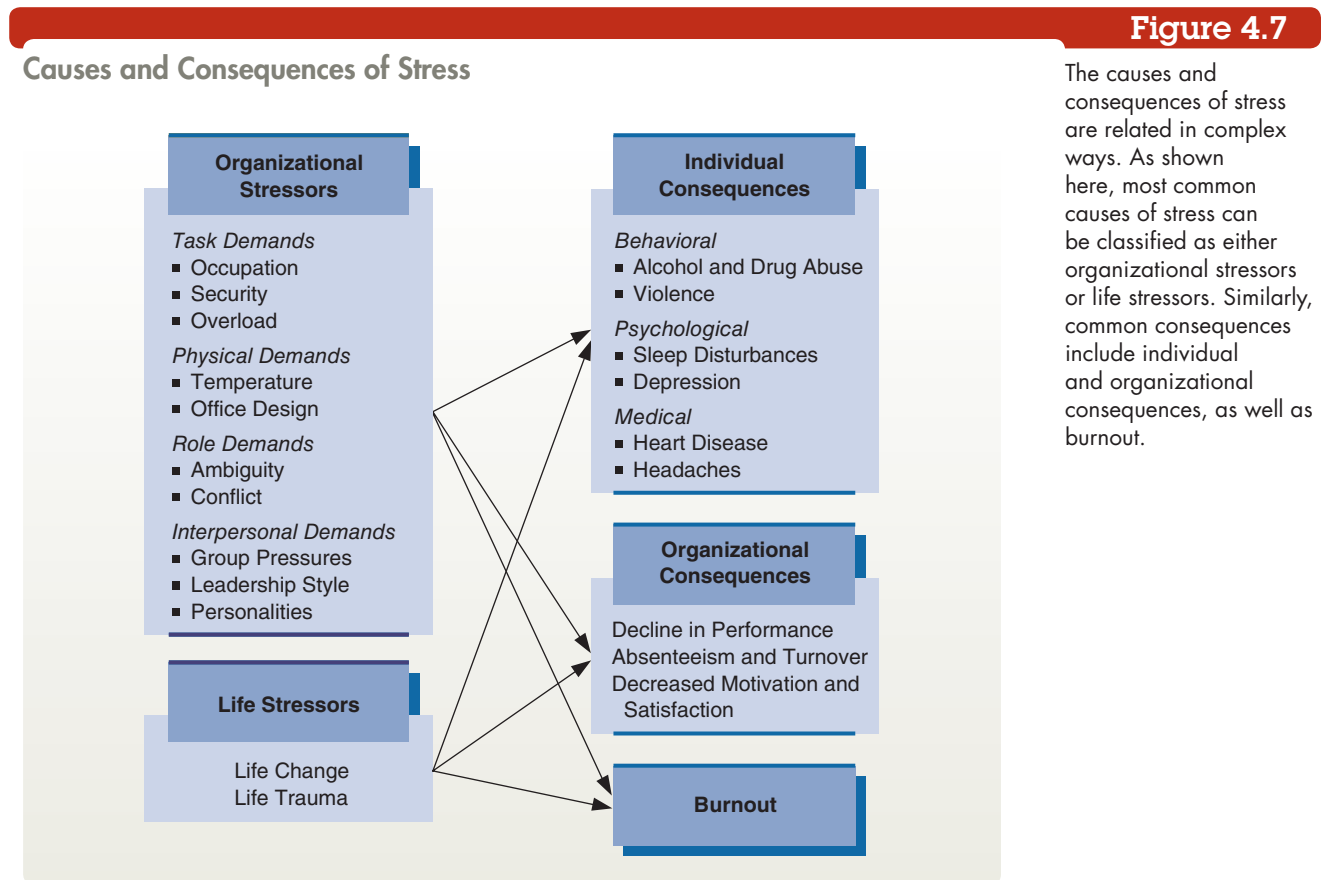 Figure 4.7
Causes and Consequences of Stress
The causes and
consequences of stress
are related in complex
ways. As shown
here, most common
causes of stress can
be classified as either
organizational stressors
or life stressors. Similarly,
common consequences
include individual
and organizational
consequences, as well as
burnout.
Organizational
Stressors
Task Demands
■ Occupation
■ Security
■ Overload
Physical Demands
■ Temperature
■ Office Design
Role Demands
■ Ambiguity
■ Conflict
Interpersonal Demands
■ Group Pressures
■ Leadership Style
■ Personalities
Life Stressors
Life Change
Life Trauma
Individual
Consequences
Behavioral
■ Alcohol and Drug Abuse
■ Violence
Psychological
■ Sleep Disturbances
■ Depression
Medical
■ Heart Disease
■ Headaches
Organizational
Consequences
Decline in Performance
Absenteeism and Turnover
Decreased Motivation and
Satisfaction
Burnout